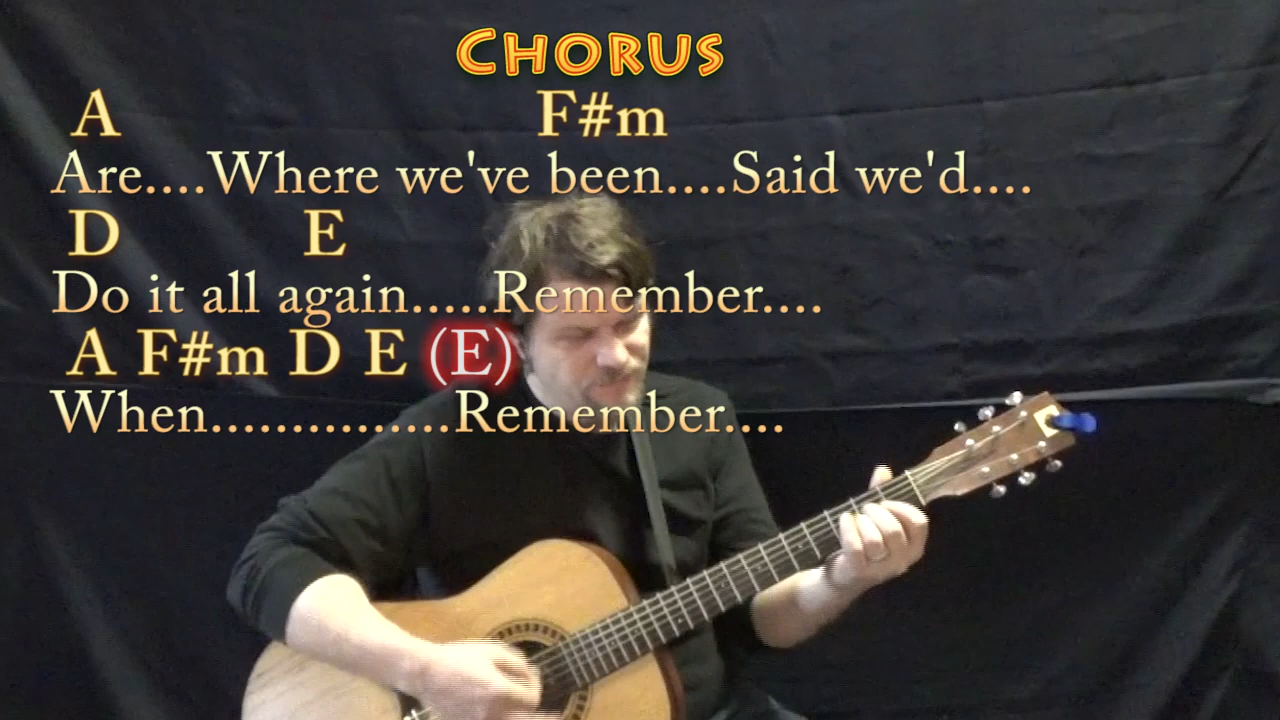 CHORUS
A F#m
Are....Where we've been....Said we'd....
D E
Do it all again.....Remember....
A F#m D E (E)
When...............Remember....